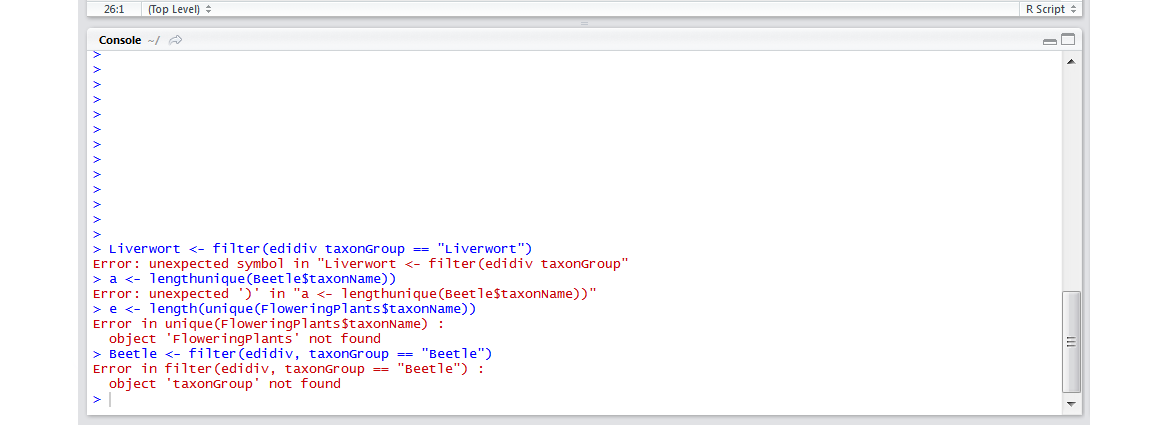 26:1 (Top Level) R Script
Console ~/
>
>
>
>
>
>
>
>
>
>
>
>
>
> Liverwort <- filter(edidiv taxonGroup == "Liverwort")
Error: unexpected symbol in "Liverwort <- filter(edidiv taxonGroup"
> a <- lengthunique(Beetle$taxonName))
Error: unexpected ')' in "a <- lengthunique(Beetle$taxonName))"
> e <- length(unique(FloweringPlants$taxonName))
Error in unique(FloweringPlants$taxonName) :
  object 'FloweringPlants' not found
> Beetle <- filter(edidiv, taxonGroup == "Beetle")
Error in filter(edidiv, taxonGroup == "Beetle") :
  object 'taxonGroup' not found
>